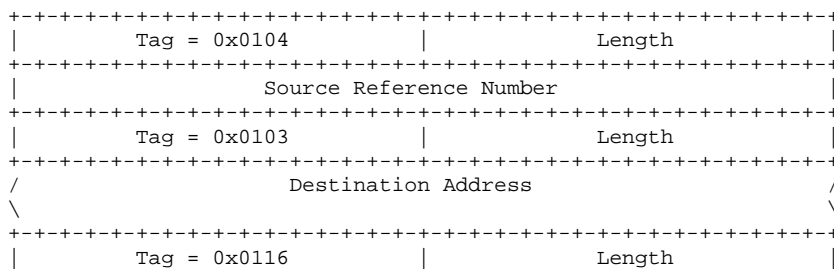 +-+-+-+-+-+-+-+-+-+-+-+-+-+-+-+-+-+-+-+-+-+-+-+-+-+-+-+-+-+-+-+-+
| Tag = 0x0104 | Length |
+-+-+-+-+-+-+-+-+-+-+-+-+-+-+-+-+-+-+-+-+-+-+-+-+-+-+-+-+-+-+-+-+
| Source Reference Number |
+-+-+-+-+-+-+-+-+-+-+-+-+-+-+-+-+-+-+-+-+-+-+-+-+-+-+-+-+-+-+-+-+
| Tag = 0x0103 | Length |
+-+-+-+-+-+-+-+-+-+-+-+-+-+-+-+-+-+-+-+-+-+-+-+-+-+-+-+-+-+-+-+-+
/ Destination Address /
\ \
+-+-+-+-+-+-+-+-+-+-+-+-+-+-+-+-+-+-+-+-+-+-+-+-+-+-+-+-+-+-+-+-+
| Tag = 0x0116 | Length |